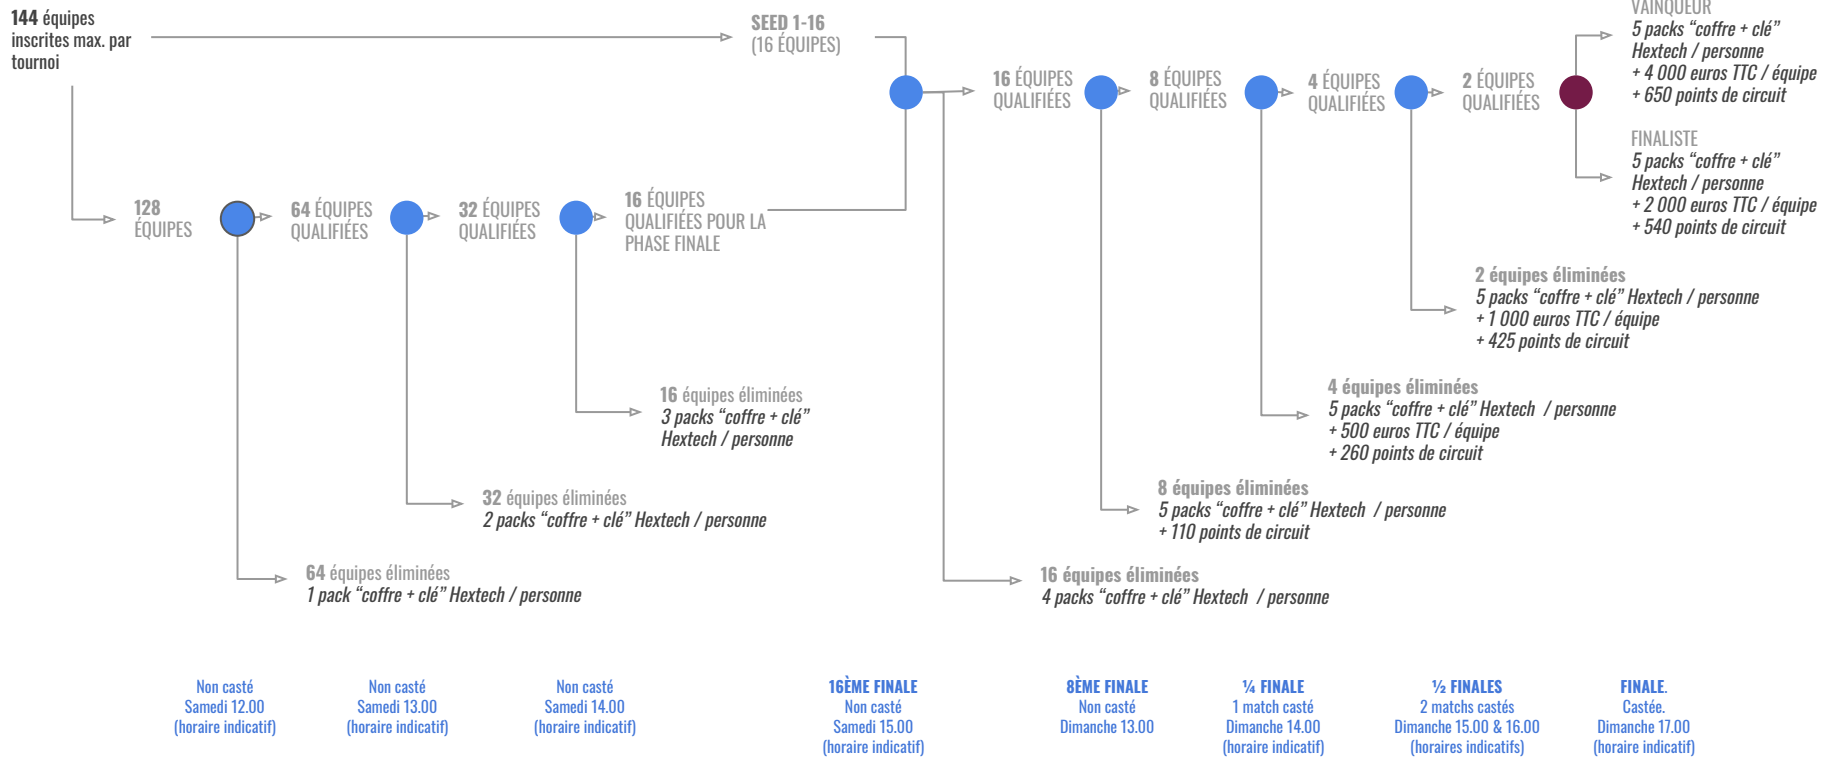 144 équipes
inscrites max. par
tournoi
SEED 1-16
(16 ÉQUIPES)
16 ÉQUIPES
QUALIFIÉES
8 ÉQUIPES
QUALIFIÉES
4 ÉQUIPES
QUALIFIÉES
2 ÉQUIPES
QUALIFIÉES
VAINQUEUR
5 packs “coffre + clé”
Hextech / personne
+ 4 000 euros TTC / équipe
+ 650 points de circuit
FINALISTE
5 packs “coffre + clé”
Hextech / personne
+ 2 000 euros TTC / équipe
+ 540 points de circuit
128
ÉQUIPES
64 ÉQUIPES
QUALIFIÉES
32 ÉQUIPES
QUALIFIÉES
16 ÉQUIPES
QUALIFIÉES POUR LA
PHASE FINALE
2 équipes éliminées
5 packs “coffre + clé” Hextech / personne
+ 1 000 euros TTC / équipe
+ 425 points de circuit
16 équipes éliminées
3 packs “coffre + clé”
Hextech / personne
4 équipes éliminées
5 packs “coffre + clé” Hextech / personne
+ 500 euros TTC / équipe
+ 260 points de circuit
32 équipes éliminées
2 packs “coffre + clé” Hextech / personne
8 équipes éliminées
5 packs “coffre + clé” Hextech / personne
+ 110 points de circuit
64 équipes éliminées
1 pack “coffre + clé” Hextech / personne
16 équipes éliminées
4 packs “coffre + clé” Hextech / personne
Non casté
Samedi 12.00
(horaire indicatif)
Non casté
Samedi 13.00
(horaire indicatif)
Non casté
Samedi 14.00
(horaire indicatif)
16ÈME FINALE
Non casté
Samedi 15.00
(horaire indicatif)
8ÈME FINALE
Non casté
Dimanche 13.00
¼ FINALE
1 match casté
Dimanche 14.00
(horaire indicatif)
½ FINALES
2 matchs castés
Dimanche 15.00 & 16.00
(horaires indicatifs)
FINALE.
Castée.
Dimanche 17.00
(horaire indicatif)